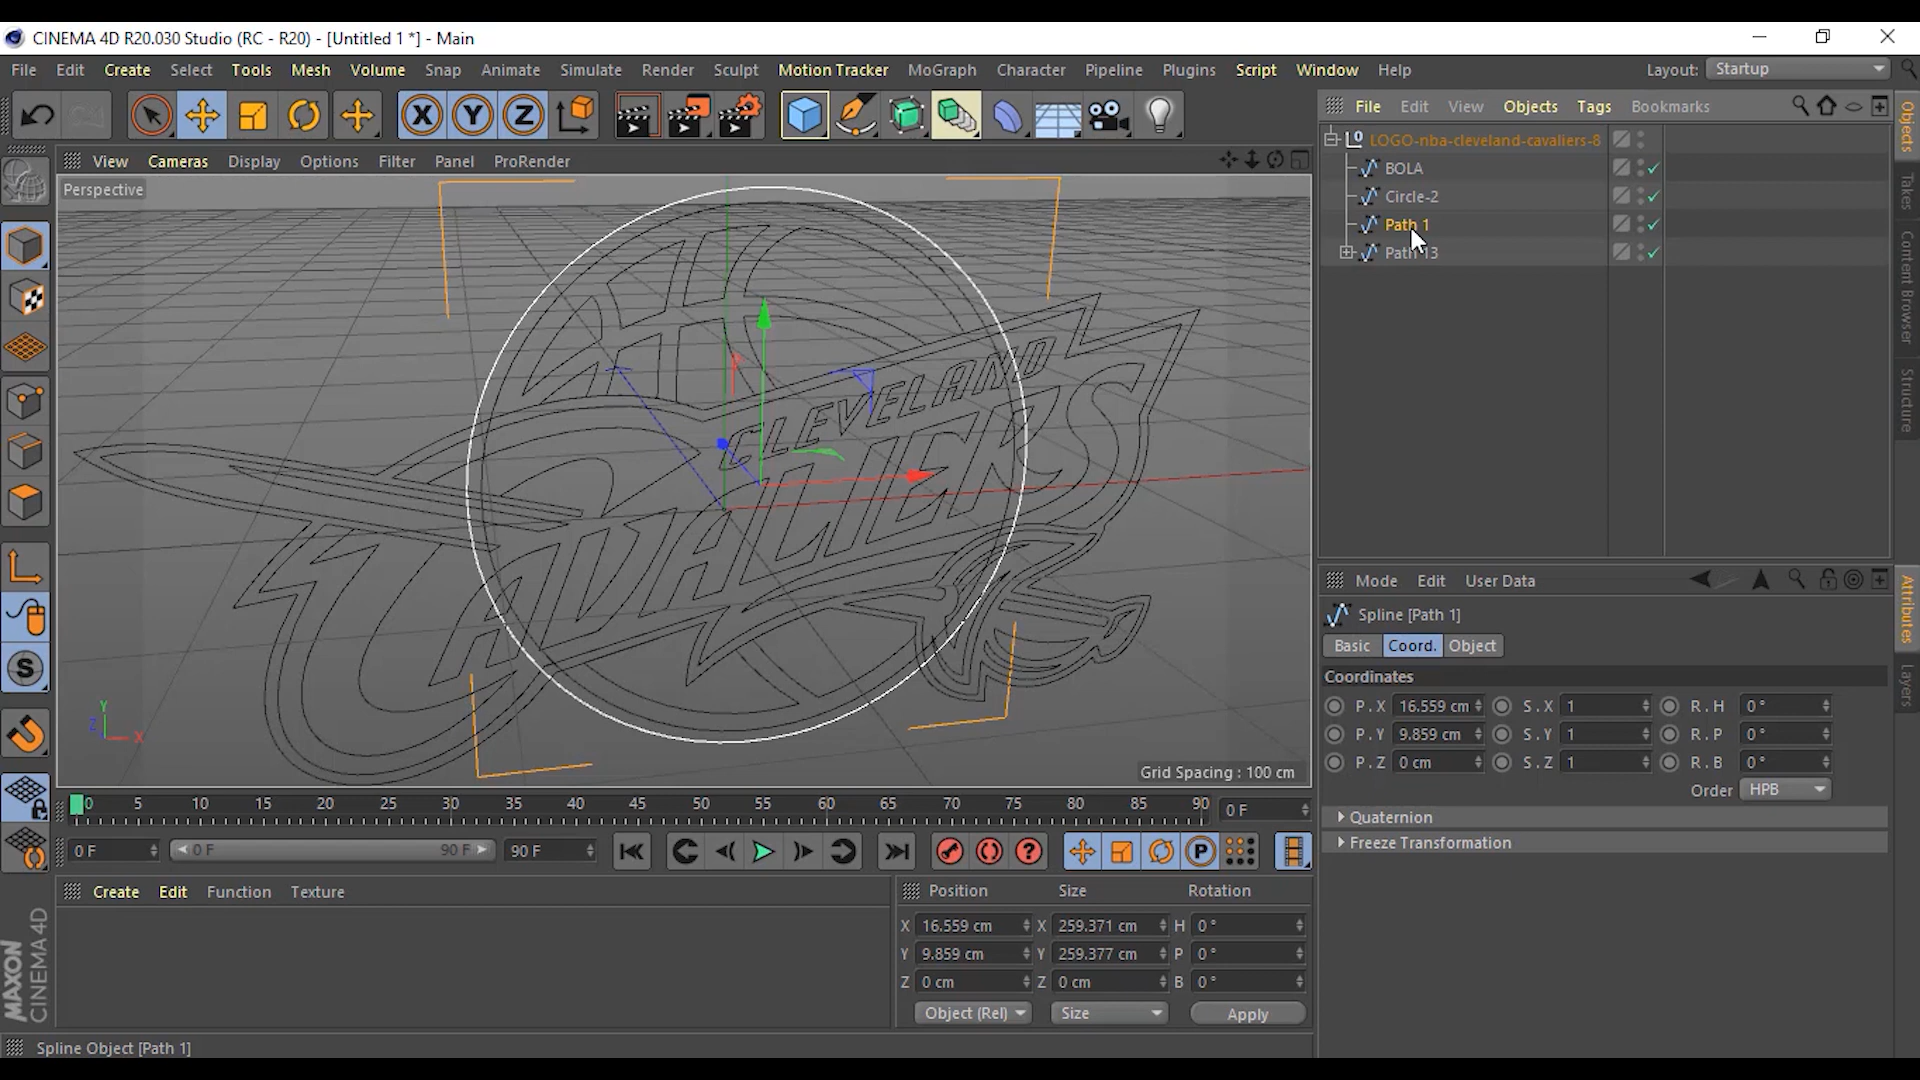 CINEMA 4D R20.030 Studio (RC - R20) - [Untitled 1 *] - Main
File Edit Create Select Tools Mesh Volume Snap Animate Simulate Render Sculpt Motion Tracker MoGraph Character Pipeline Plugins Script Window Help Layout: Startup
X Y Z
File Edit View Objects Tags Bookmarks
View Cameras Display Options Filter Panel ProRender
Perspective
LOGO-nba-cleveland-cavaliers-8
BOLA
Circle-2
Path 1
Path 13
Objects
Takes
Content Browser
Structure
CLEVELAND
CAVALIERS
Y
Z X
Grid Spacing : 100 cm
Mode Edit User Data
Spline [Path 1]
Basic Coord. Object
Coordinates
P . X 16.559 cm S . X 1 R . H 0 °
P . Y 9.859 cm S . Y 1 R . P 0 °
P . Z 0 cm S . Z 1 R . B 0 °
Order HPB
Quaternion
Freeze Transformation
Attributes
Layers
S
0 5 10 15 20 25 30 35 40 45 50 55 60 65 70 75 80 85 90 0 F
0 F 0 F 90 F 90 F ? P
Create Edit Function Texture
Position Size Rotation
X 16.559 cm X 259.371 cm H 0 °
Y 9.859 cm Y 259.377 cm P 0 °
Z 0 cm Z 0 cm B 0 °
Object (Rel) Size Apply
MAXON
CINEMA 4D
Spline Object [Path 1]